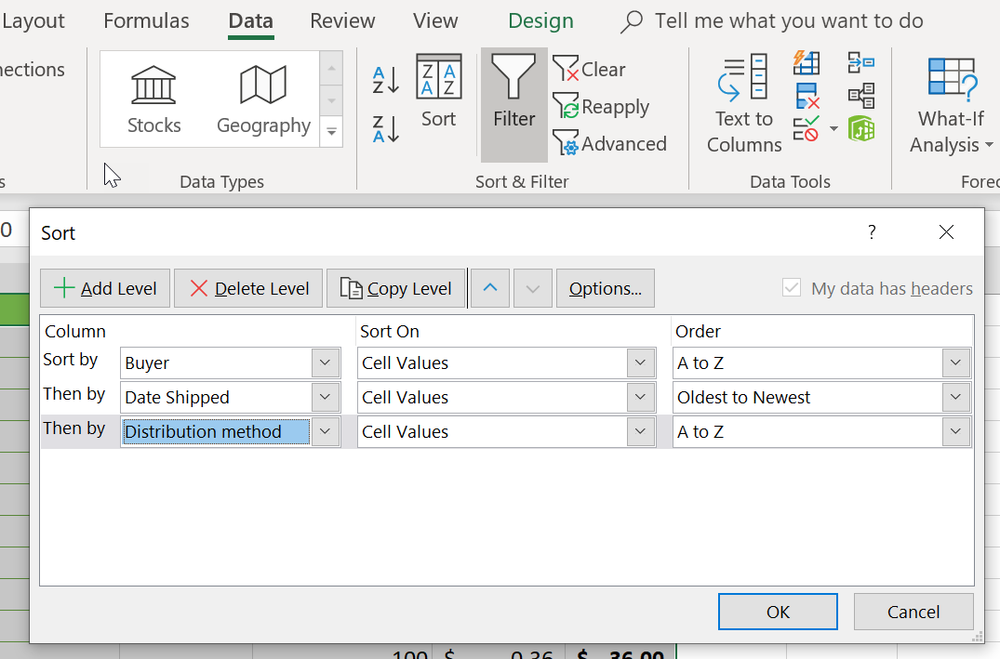 Layout Formulas Data Review View Design Tell me what you want to do
nections
Stocks Geography
Data Types
A Z
Z A
Z A A Z
Sort
Filter
Clear
Reapply
Advanced
Sort & Filter
Text to
Columns
Data Tools
What-If
Analysis
Forec
s
0
Sort ?
Add Level Delete Level Copy Level Options... My data has headers
Column Sort On Order
Sort by Buyer Cell Values A to Z
Then by Date Shipped Cell Values Oldest to Newest
Then by Distribution method Cell Values A to Z
OK Cancel
100 $ 0.36 $ 36.00